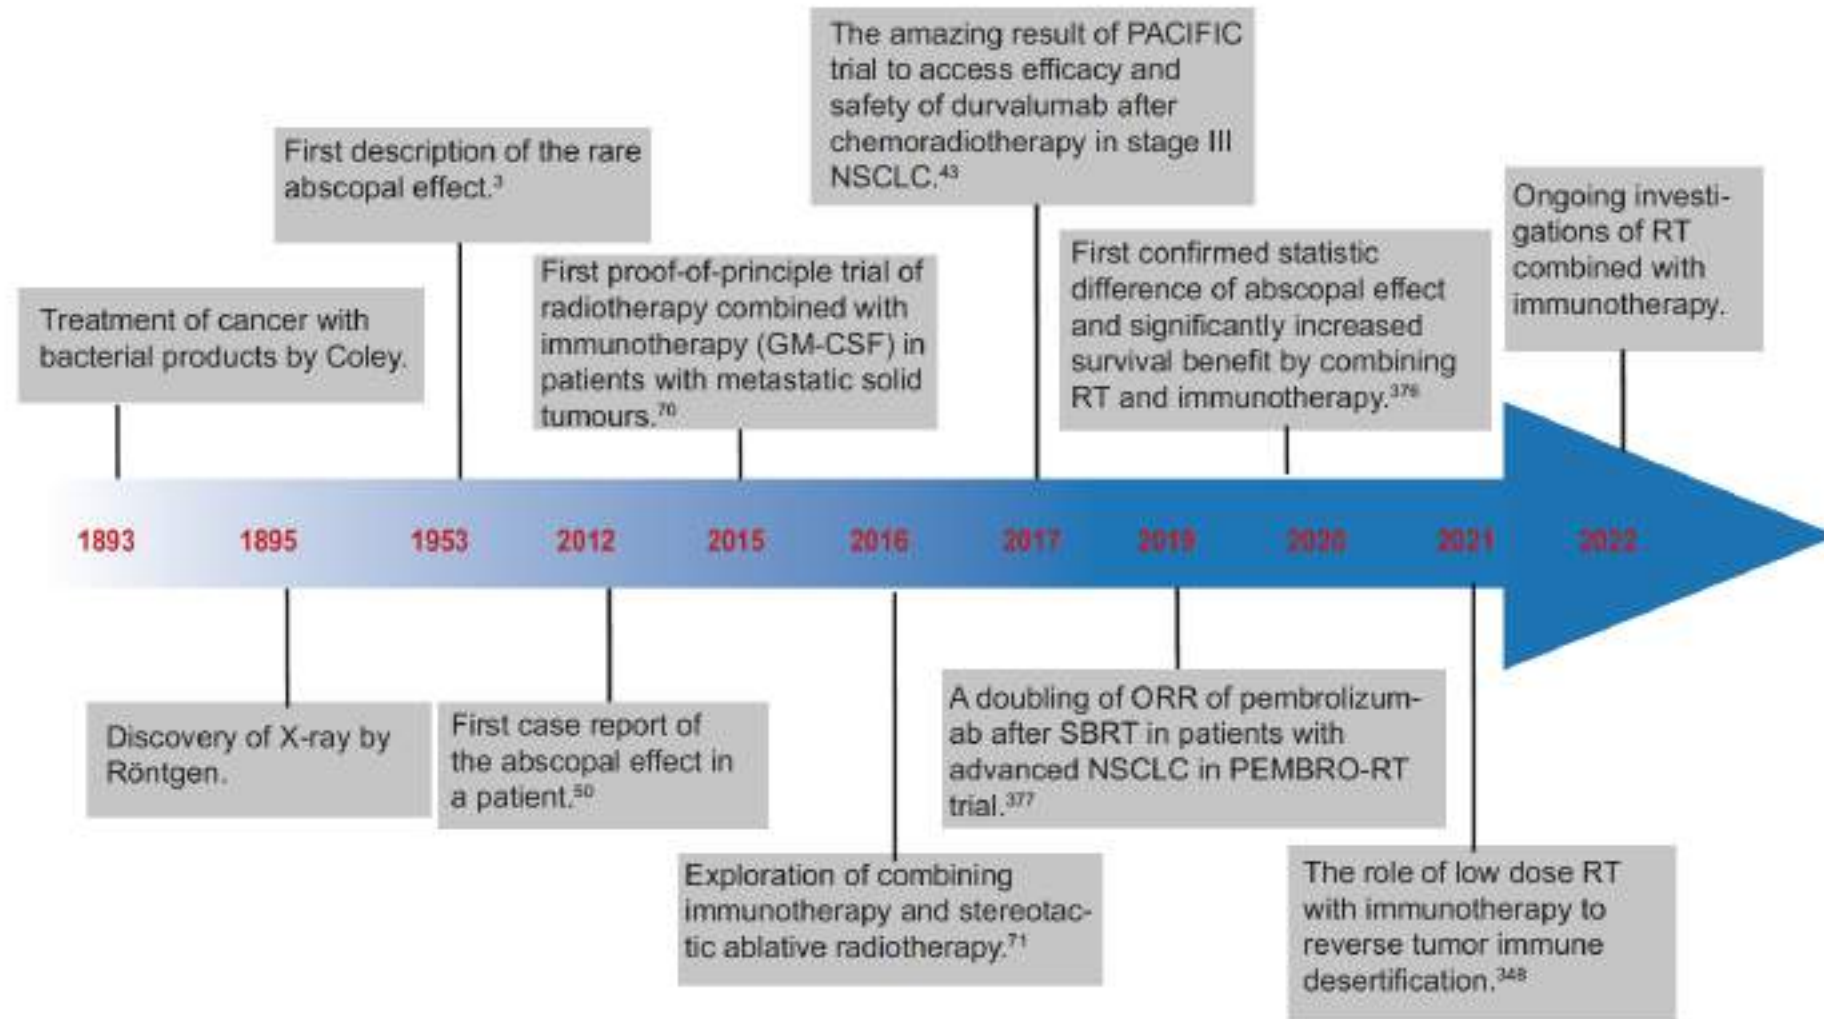 The amazing result of PACIFIC
trial to access efficacy and
safety of durvalumab after
chemoradiotherapy in stage III
NSCLC.⁴³
First description of the rare
abscopal effect.³
Ongoing investi-
gations of RT
combined with
immunotherapy.
First confirmed statistic
difference of abscopal effect
and significantly increased
survival benefit by combining
RT and immunotherapy.³⁷⁶
First proof-of-principle trial of
radiotherapy combined with
immunotherapy (GM-CSF) in
patients with metastatic solid
tumours.⁷⁰
Treatment of cancer with
bacterial products by Coley.
1893 1895 1953 2012 2015 2016 2017 2019 2020 2021 2022
Discovery of X-ray by
Röntgen.
First case report of
the abscopal effect in
a patient.⁵⁰
A doubling of ORR of pembrolizum-
ab after SBRT in patients with
advanced NSCLC in PEMBRO-RT
trial.³⁷⁷
Exploration of combining
immunotherapy and stereotac-
tic ablative radiotherapy.⁷¹
The role of low dose RT
with immunotherapy to
reverse tumor immune
desertification.³⁴⁸